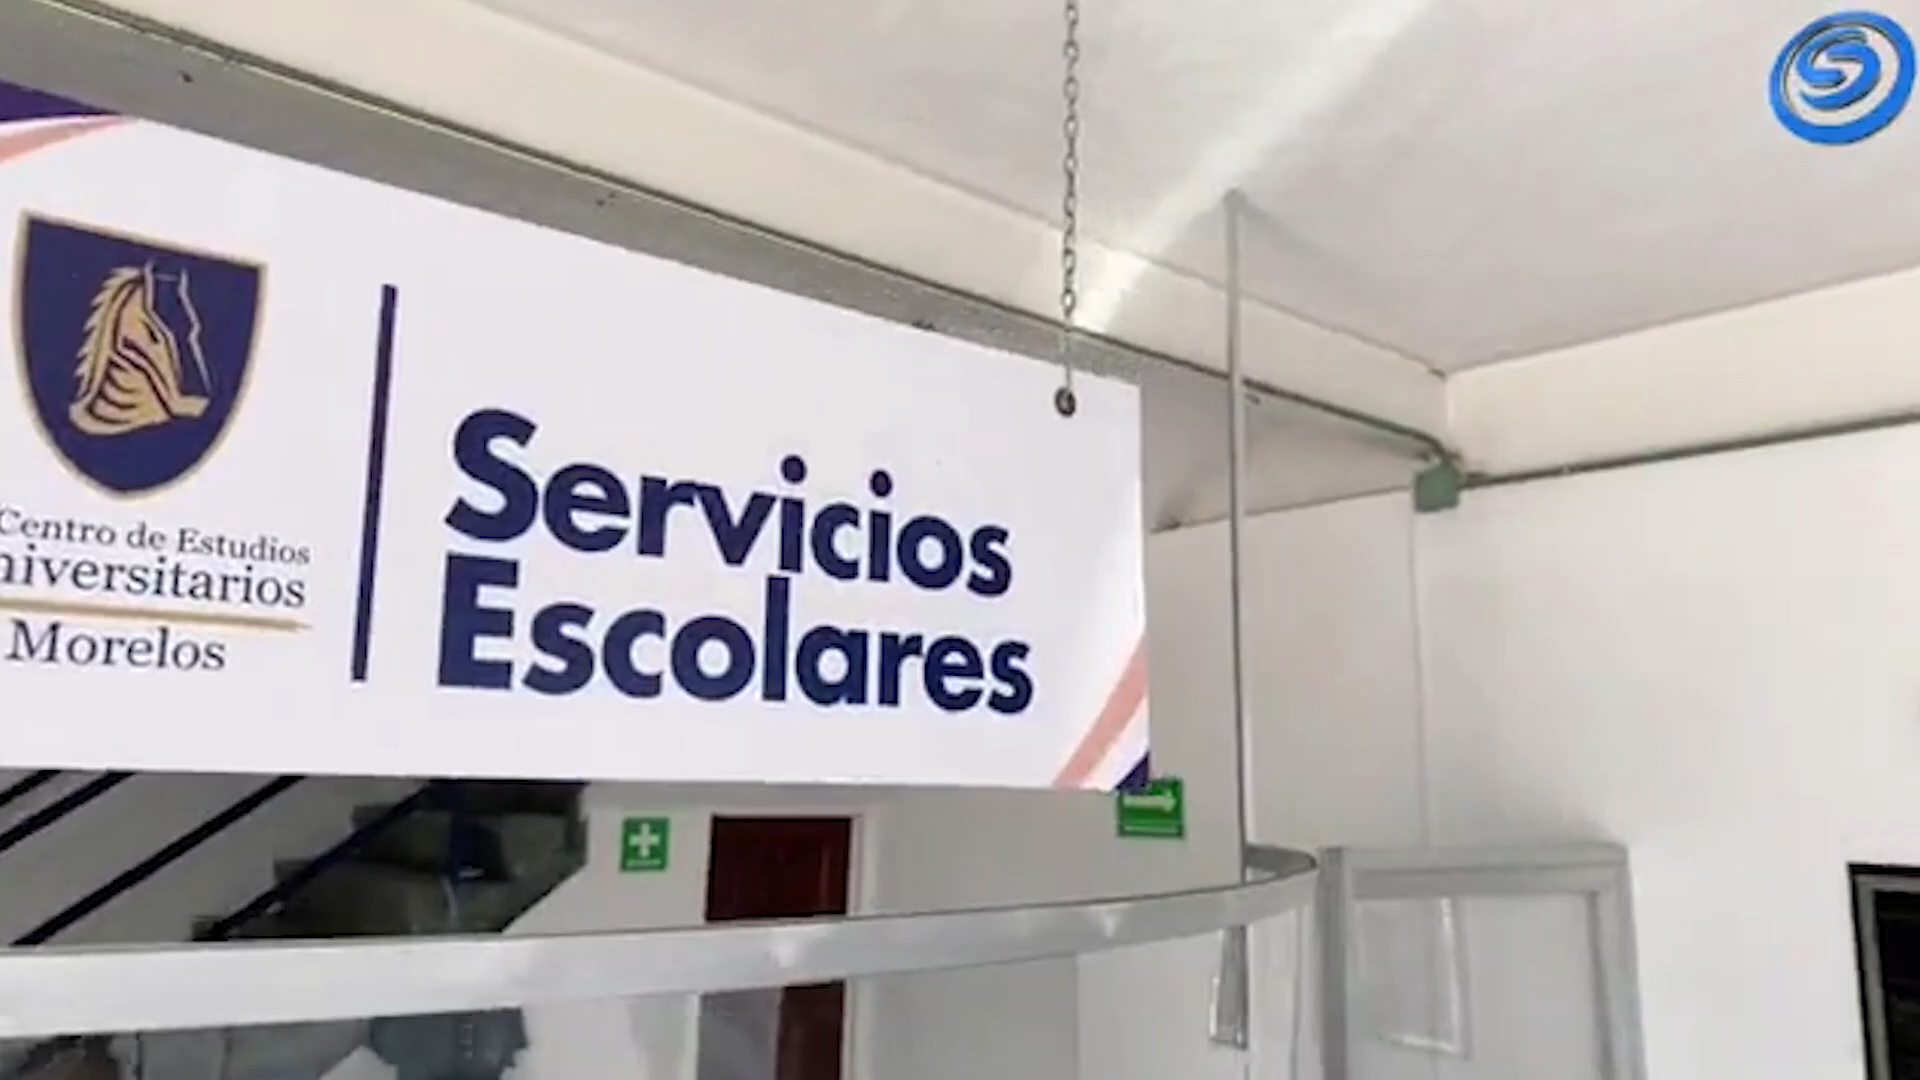 Centro de Estudios
niversitarios
Morelos
Servicios
Escolares